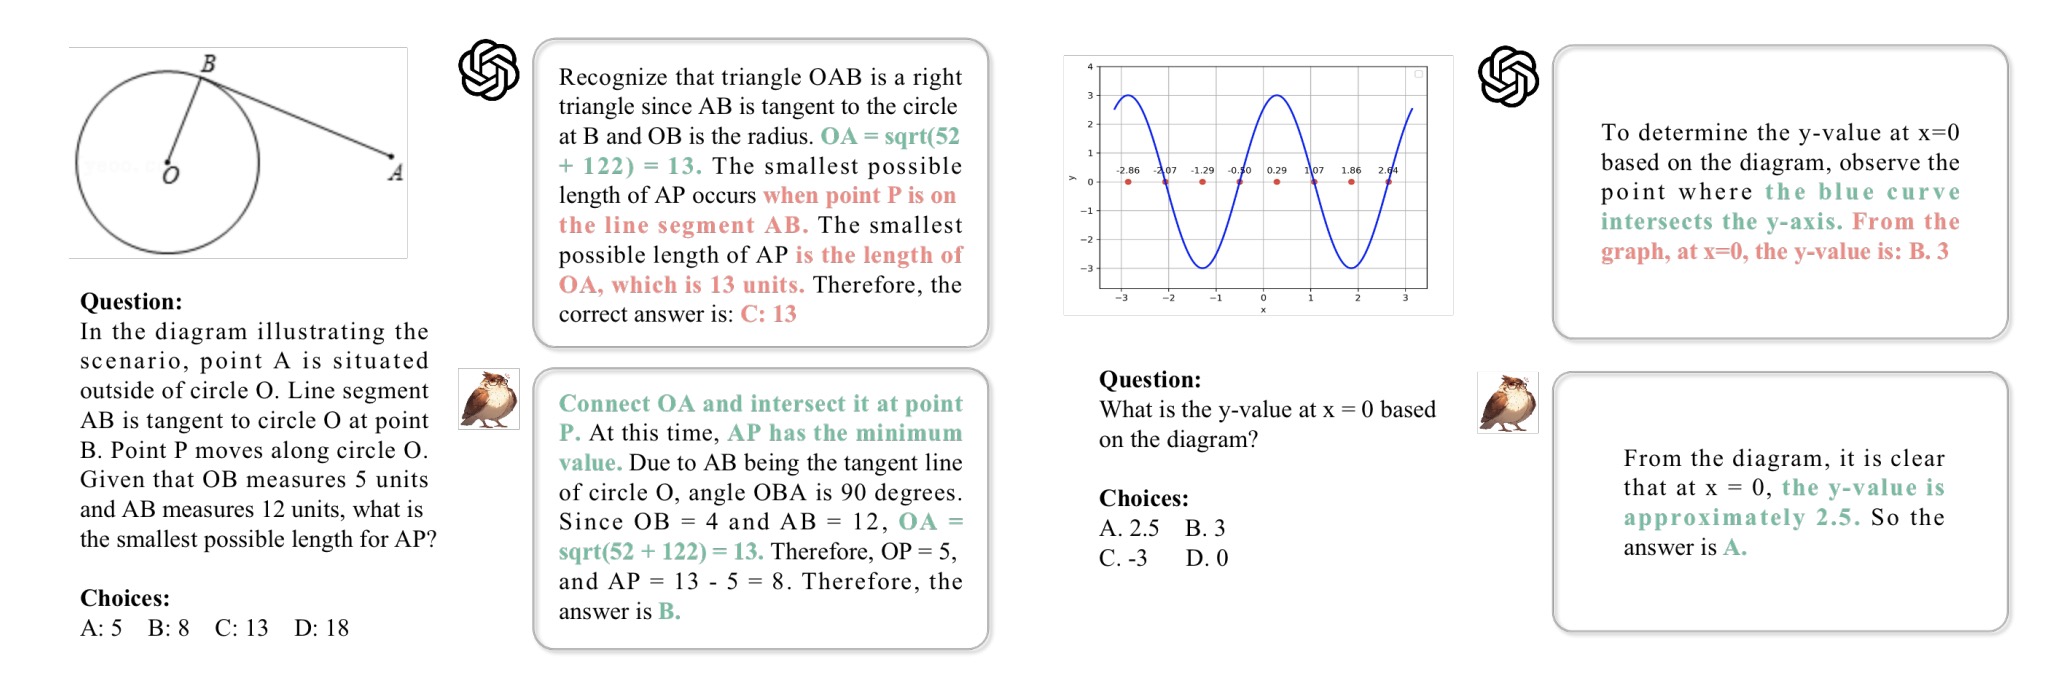 B
O
A
Question:
In the diagram illustrating the
scenario, point A is situated
outside of circle O. Line segment
AB is tangent to circle O at point
B. Point P moves along circle O.
Given that OB measures 5 units
and AB measures 12 units, what is
the smallest possible length for AP?
Choices:
A: 5 B: 8 C: 13 D: 18
Recognize that triangle OAB is a right
triangle since AB is tangent to the circle
at B and OB is the radius. OA = sqrt(52
+ 122) = 13. The smallest possible
length of AP occurs when point P is on
the line segment AB. The smallest
possible length of AP is the length of
OA, which is 13 units. Therefore, the
correct answer is: C: 13
Connect OA and intersect it at point
P. At this time, AP has the minimum
value. Due to AB being the tangent line
of circle O, angle OBA is 90 degrees.
Since OB = 4 and AB = 12, OA =
sqrt(52 + 122) = 13. Therefore, OP = 5,
and AP = 13 - 5 = 8. Therefore, the
answer is B.
4
3
2
1
0
−1
−2
−3
y
-2.86 -2.07 -1.29 -0.50 0.29 1.07 1.86 2.64
−3 −2 −1 0 1 2 3
x
Question:
What is the y-value at x = 0 based
on the diagram?
Choices:
A. 2.5 B. 3
C. -3 D. 0
To determine the y-value at x=0
based on the diagram, observe the
point where the blue curve
intersects the y-axis. From the
graph, at x=0, the y-value is: B. 3
From the diagram, it is clear
that at x = 0, the y-value is
approximately 2.5. So the
answer is A.